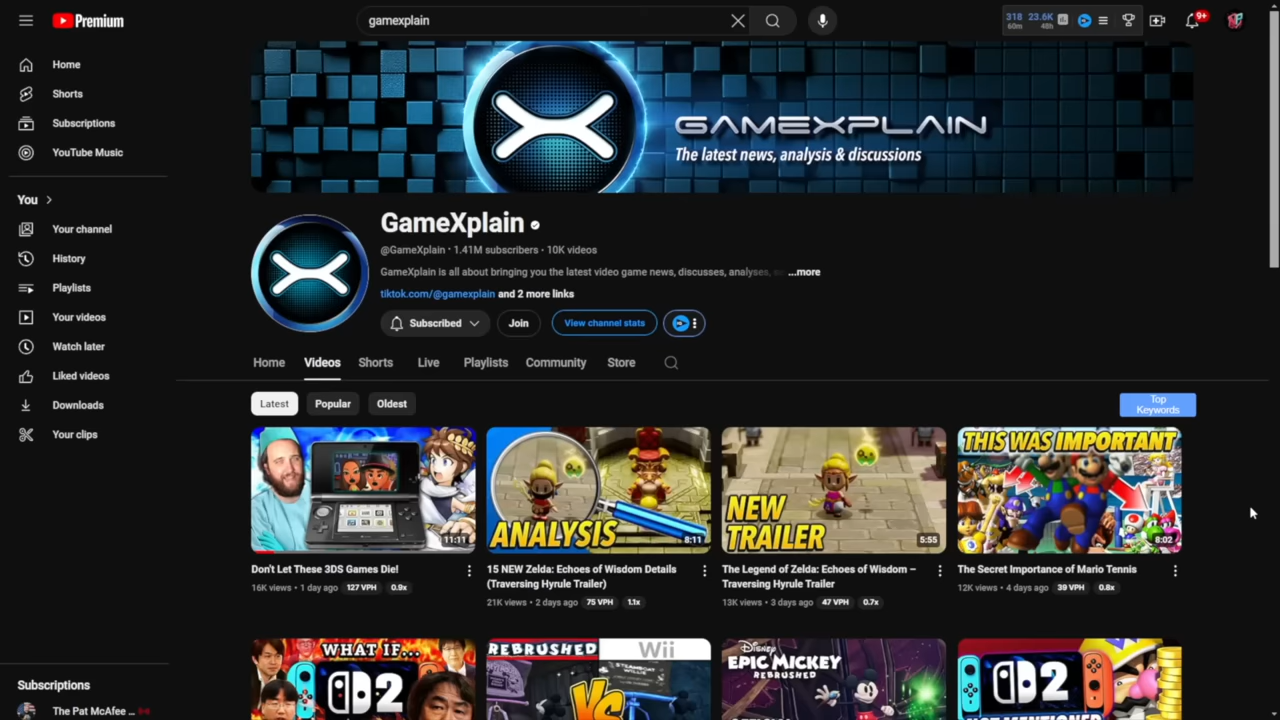 Premium
gamexplain
318 23.6K
60m 48h
9+
Home
Shorts
Subscriptions
YouTube Music
You
Your channel
History
Playlists
Your videos
Watch later
Liked videos
Downloads
Your clips
Subscriptions
The Pat McAfee ...
GAMEXPLAIN
The latest news, analysis & discussions
GameXplain
@GameXplain • 1.41M subscribers • 10K videos
GameXplain is all about bringing you the latest video game news, discusses, analyses, ...more
tiktok.com/@gamexplain and 2 more links
Subscribed Join View channel stats
Home Videos Shorts Live Playlists Community Store
Latest Popular Oldest
Top
Keywords
11:11
Don't Let These 3DS Games Die!
16K views • 1 day ago 127 VPH 0.9x
ANALYSIS
8:11
15 NEW Zelda: Echoes of Wisdom Details
(Traversing Hyrule Trailer)
21K views • 2 days ago 75 VPH 1.1x
NEW
TRAILER
5:55
The Legend of Zelda: Echoes of Wisdom –
Traversing Hyrule Trailer
13K views • 3 days ago 47 VPH 0.7x
THIS WAS IMPORTANT
8:02
The Secret Importance of Mario Tennis
12K views • 4 days ago 39 VPH 0.8x
WHAT IF...
2
REBRUSHED Wii
STEAMBOAT
WILLIE
VS
Disney
EPIC MICKEY
REBRUSHED
2
NOT MENTIONED